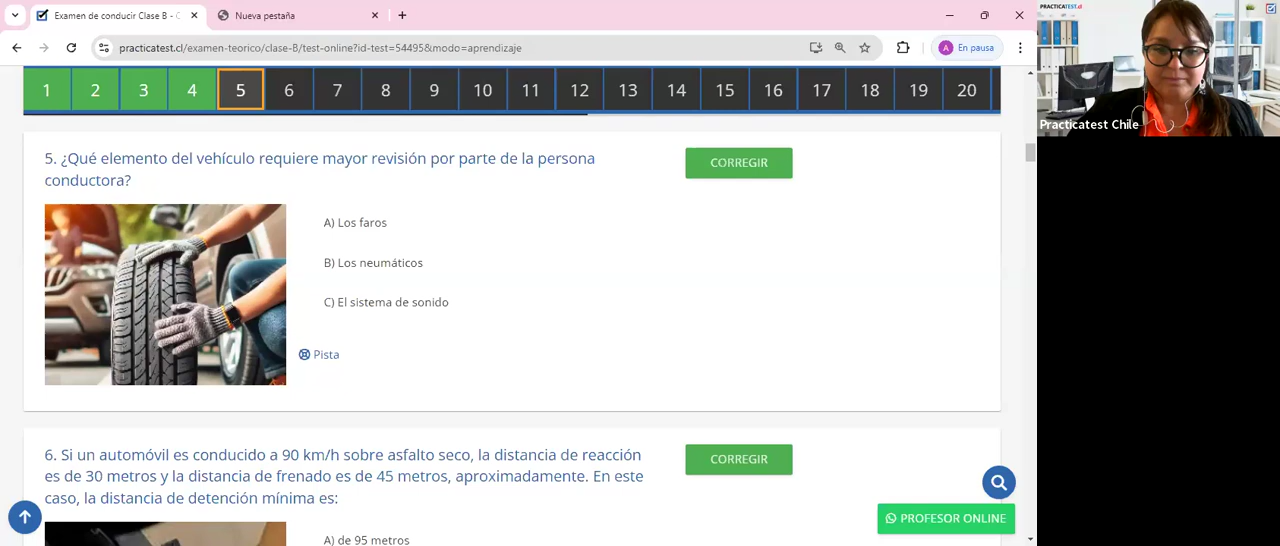 Examen de conducir Clase B - C
Nueva pestaña
practicatest.cl/examen-teorico/clase-B/test-online?id-test=54495&modo=aprendizaje
A En pausa
1 2 3 4 5 6 7 8 9 10 11 12 13 14 15 16 17 18 19 20
5. ¿Qué elemento del vehículo requiere mayor revisión por parte de la persona
conductora?
CORREGIR
A) Los faros
B) Los neumáticos
C) El sistema de sonido
Pista
6. Si un automóvil es conducido a 90 km/h sobre asfalto seco, la distancia de reacción
es de 30 metros y la distancia de frenado es de 45 metros, aproximadamente. En este
caso, la distancia de detención mínima es:
CORREGIR
A) de 95 metros
PROFESOR ONLINE
PRACTICATEST.cl
Practicatest Chile